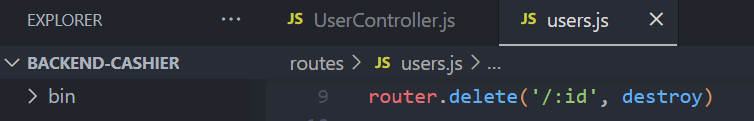 EXPLORER ··· JS UserController.js JS users.js ×
BACKEND-CASHIER routes > JS users.js > ...
> bin 9 router.delete('/:id', destroy)